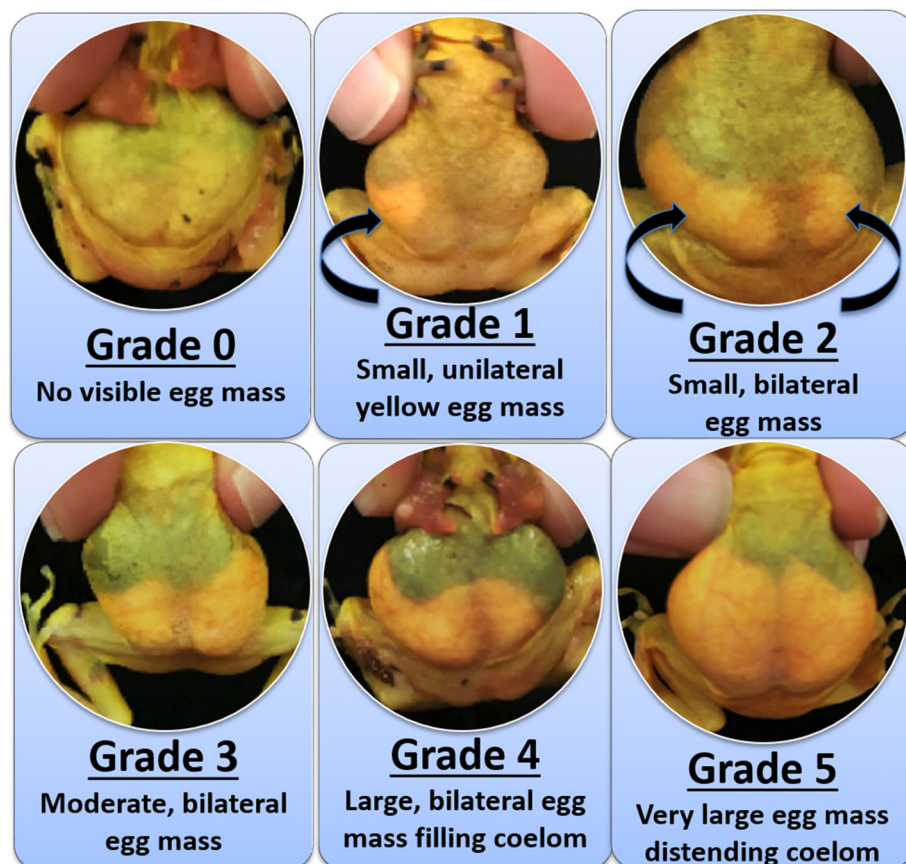 Grade 0
No visible egg mass
Grade 1
Small, unilateral
yellow egg mass
Grade 2
Small, bilateral
egg mass
Grade 3
Moderate, bilateral
egg mass
Grade 4
Large, bilateral egg
mass filling coelom
Grade 5
Very large egg mass
distending coelom